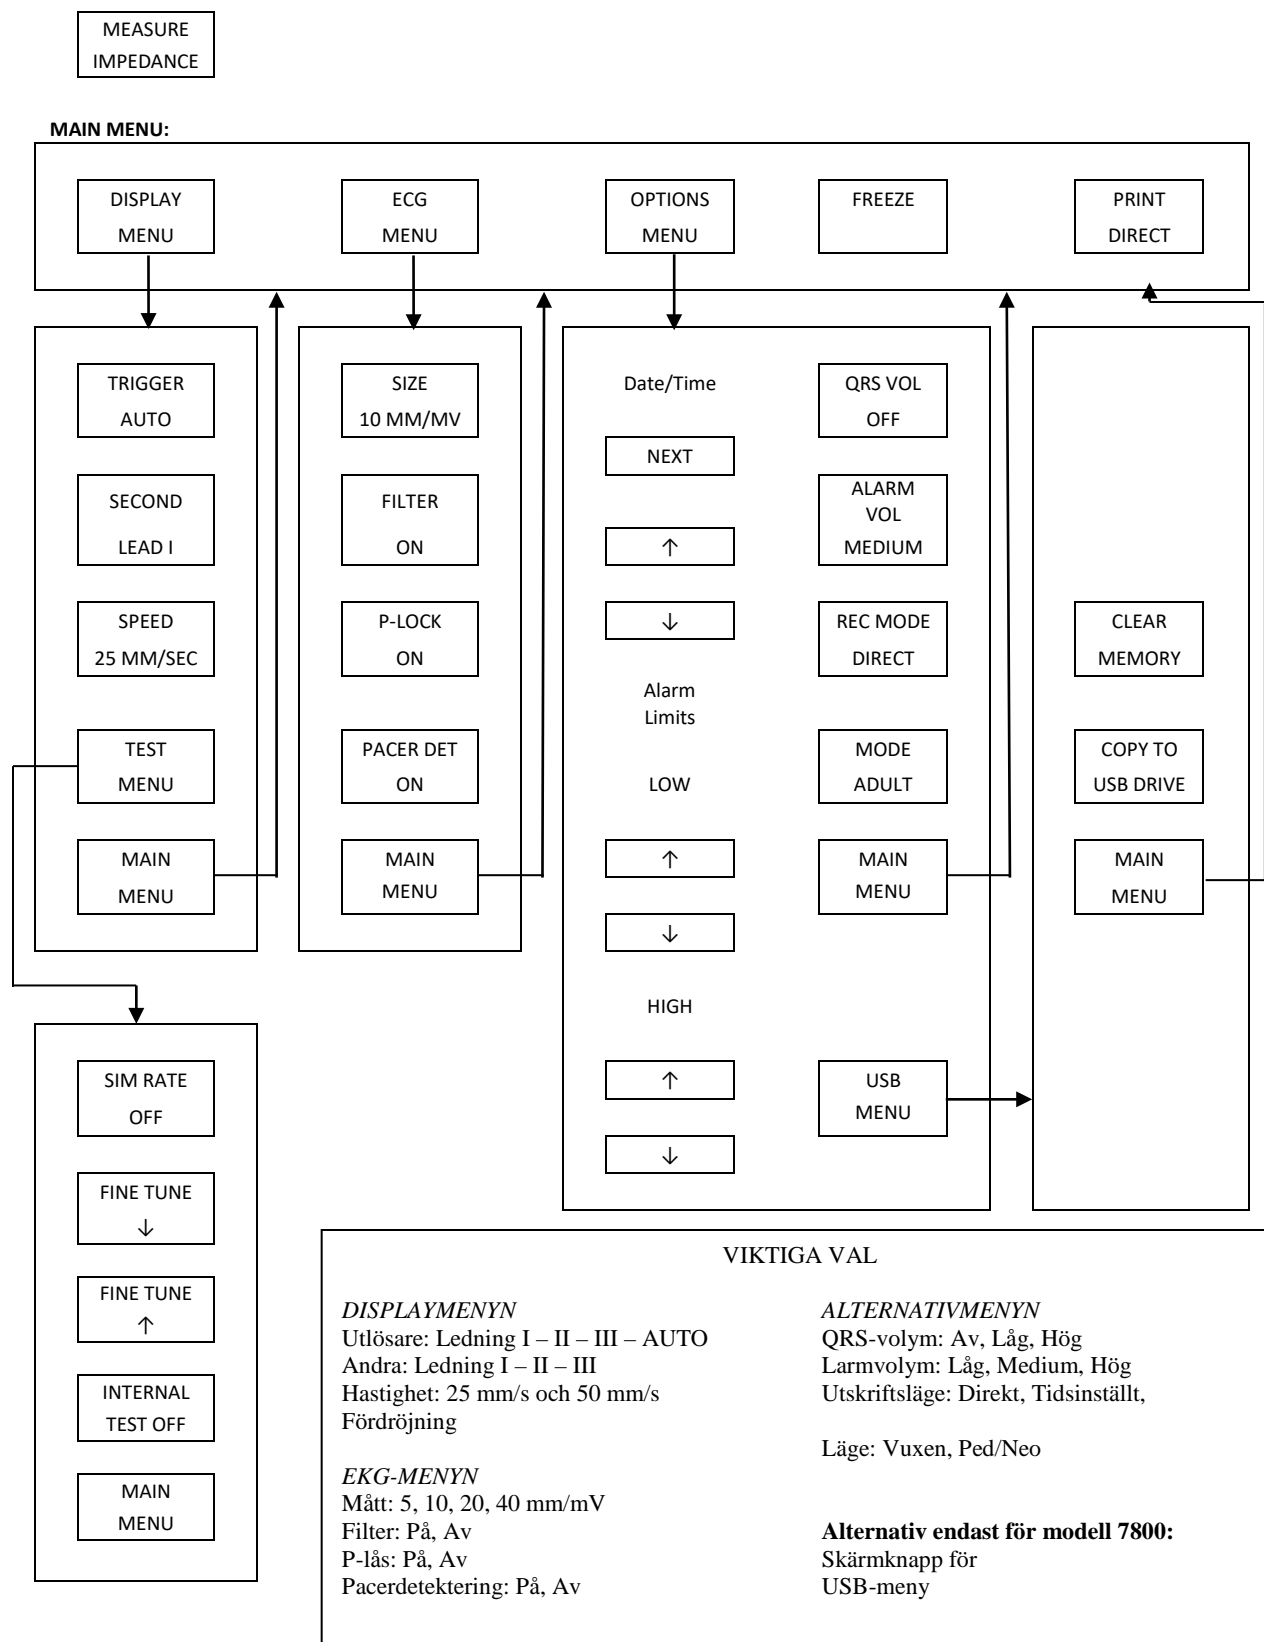 MEASURE
IMPEDANCE
MAIN MENU:
DISPLAY
MENU
ECG
MENU
OPTIONS
MENU
FREEZE
PRINT
DIRECT
TRIGGER
AUTO
SECOND
LEAD I
SPEED
25 MM/SEC
TEST
MENU
MAIN
MENU
SIZE
10 MM/MV
FILTER
ON
P-LOCK
ON
PACER DET
ON
MAIN
MENU
Date/Time
NEXT
↑
↓
Alarm
Limits
LOW
↑
↓
HIGH
↑
↓
QRS VOL
OFF
ALARM
VOL
MEDIUM
REC MODE
DIRECT
MODE
ADULT
MAIN
MENU
USB
MENU
CLEAR
MEMORY
COPY TO
USB DRIVE
MAIN
MENU
SIM RATE
OFF
FINE TUNE
↓
FINE TUNE
↑
INTERNAL
TEST OFF
MAIN
MENU
VIKTIGA VAL
DISPLAYMENYN
Utlösare: Ledning I – II – III – AUTO
Andra: Ledning I – II – III
Hastighet: 25 mm/s och 50 mm/s
Fördröjning
EKG-MENYN
Mått: 5, 10, 20, 40 mm/mV
Filter: På, Av
P-lås: På, Av
Pacerdetektering: På, Av
ALTERNATIVMENYN
QRS-volym: Av, Låg, Hög
Larmvolym: Låg, Medium, Hög
Utskriftsläge: Direkt, Tidsinställt,
Läge: Vuxen, Ped/Neo
Alternativ endast för modell 7800:
Skärmknapp för
USB-meny